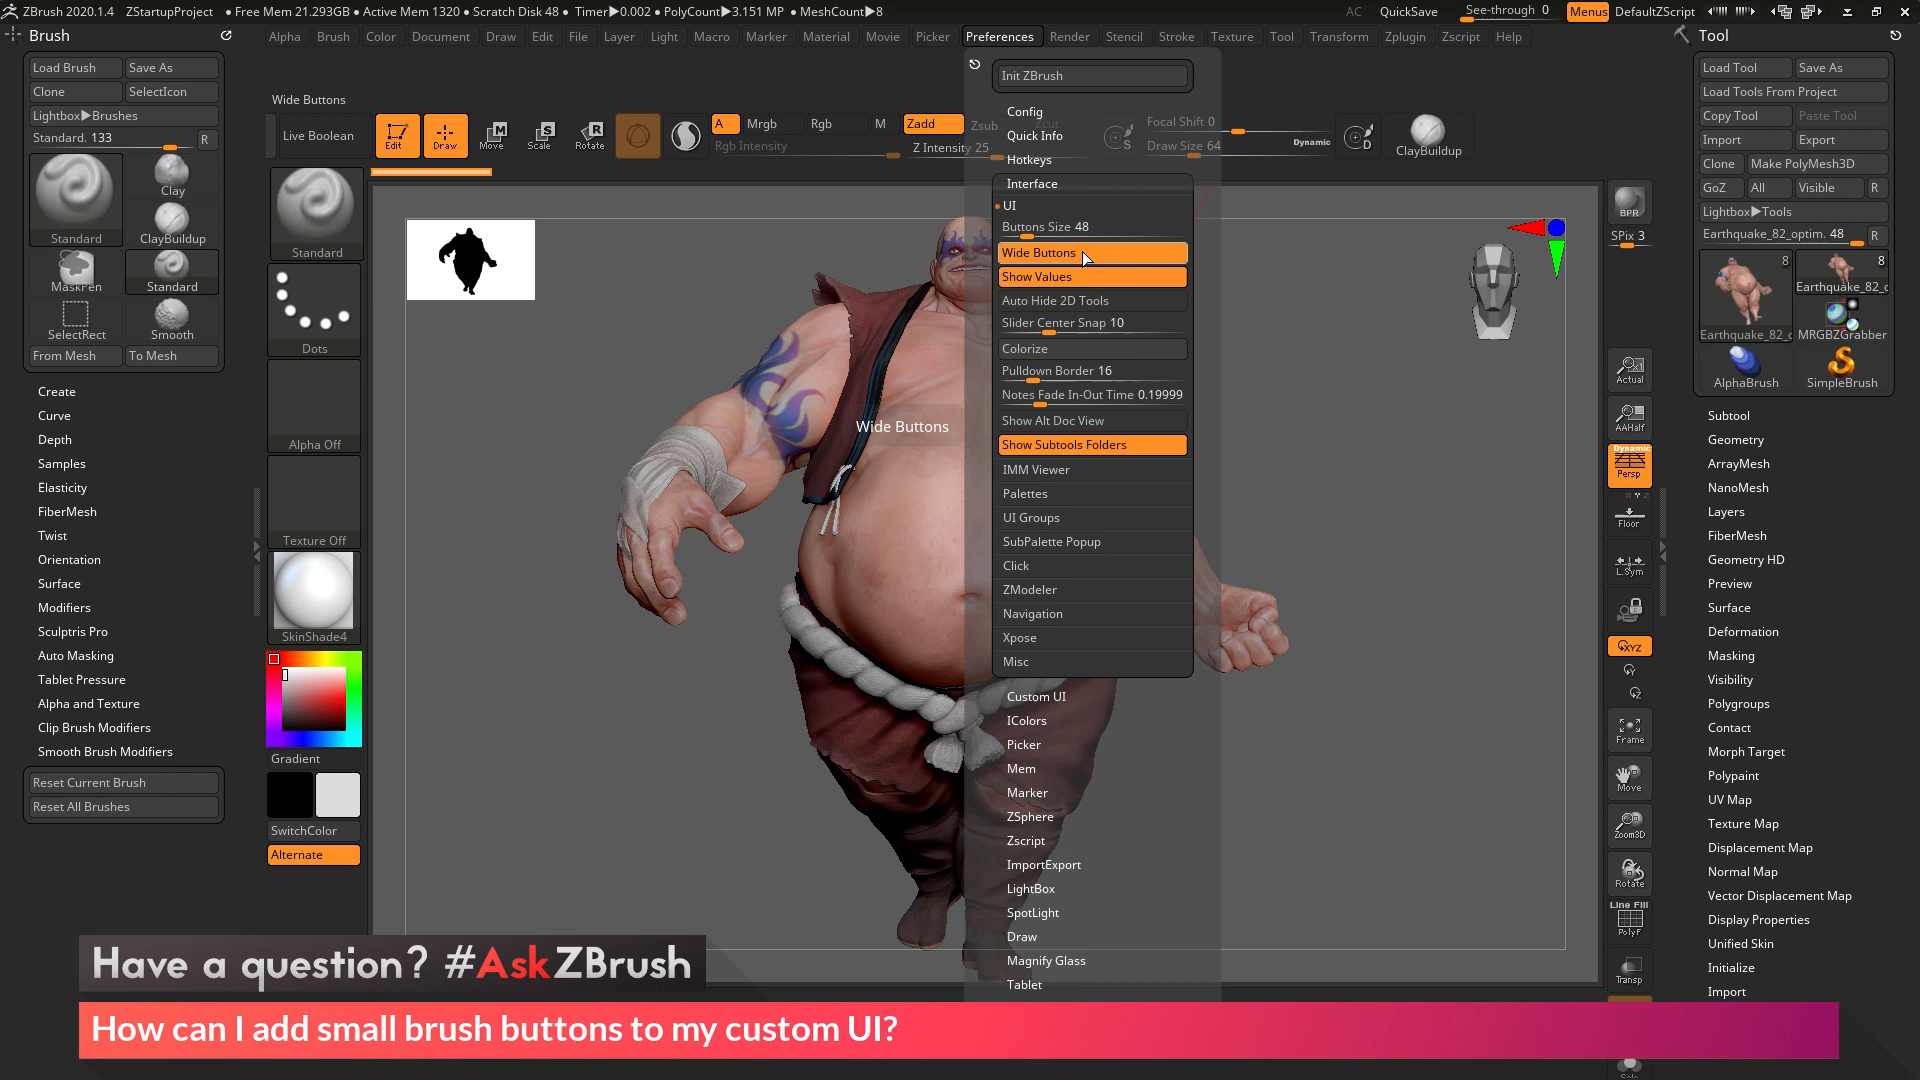 ZBrush 2020.1.4 ZStartupProject ● Free Mem 21.293GB ● Active Mem 1320 ● Scratch Disk 48 ● Timer▶0.002 ● PolyCount▶3.151 MP ● MeshCount▶8 AC QuickSave See-through 0 Menus DefaultZScript
Brush
Alpha Brush Color Document Draw Edit File Layer Light Macro Marker Material Movie Picker Preferences Render Stencil Stroke Texture Tool Transform Zplugin Zscript Help
Tool
Load Brush Save As
Clone SelectIcon
Lightbox▶Brushes
Standard. 133 R
Standard
Clay
ClayBuildup
MaskPen
Standard
SelectRect
Smooth
From Mesh To Mesh
Create
Curve
Depth
Samples
Elasticity
FiberMesh
Twist
Orientation
Surface
Modifiers
Sculptris Pro
Auto Masking
Tablet Pressure
Alpha and Texture
Clip Brush Modifiers
Smooth Brush Modifiers
Reset Current Brush
Reset All Brushes
Wide Buttons
Live Boolean
Edit
Draw
Move
Scale
Rotate
A Mrgb Rgb M Zadd Zsub Zcut
Rgb Intensity Z Intensity 25
Focal Shift 0
Draw Size 64
Dynamic
S
D
ClayBuildup
Standard
Dots
Alpha Off
Texture Off
SkinShade4
Gradient
SwitchColor
Alternate
Wide Buttons
Init ZBrush
Config
Quick Info
Hotkeys
Interface
UI
Buttons Size 48
Wide Buttons
Show Values
Auto Hide 2D Tools
Slider Center Snap 10
Colorize
Pulldown Border 16
Notes Fade In-Out Time 0.19999
Show Alt Doc View
Show Subtools Folders
IMM Viewer
Palettes
UI Groups
SubPalette Popup
Click
ZModeler
Navigation
Xpose
Misc
Custom UI
IColors
Picker
Mem
Marker
ZSphere
Zscript
ImportExport
LightBox
SpotLight
Draw
Magnify Glass
Tablet
BPR
SPix 3
Actual
AAHalf
Dynamic
Persp
Floor
L.Sym
XYZ
Y
Z
Frame
Move
Zoom3D
Rotate
Line Fill
PolyF
Transp
Load Tool Save As
Load Tools From Project
Copy Tool Paste Tool
Import Export
Clone Make PolyMesh3D
GoZ All Visible R
Lightbox▶Tools
Earthquake_82_optim. 48 R
8
8
Earthquake_82_c
Earthquake_82_c
MRGBZGrabber
AlphaBrush
SimpleBrush
Subtool
Geometry
ArrayMesh
NanoMesh
Layers
FiberMesh
Geometry HD
Preview
Surface
Deformation
Masking
Visibility
Polygroups
Contact
Morph Target
Polypaint
UV Map
Texture Map
Displacement Map
Normal Map
Vector Displacement Map
Display Properties
Unified Skin
Initialize
Import
Have a question? #AskZBrush
How can I add small brush buttons to my custom UI?